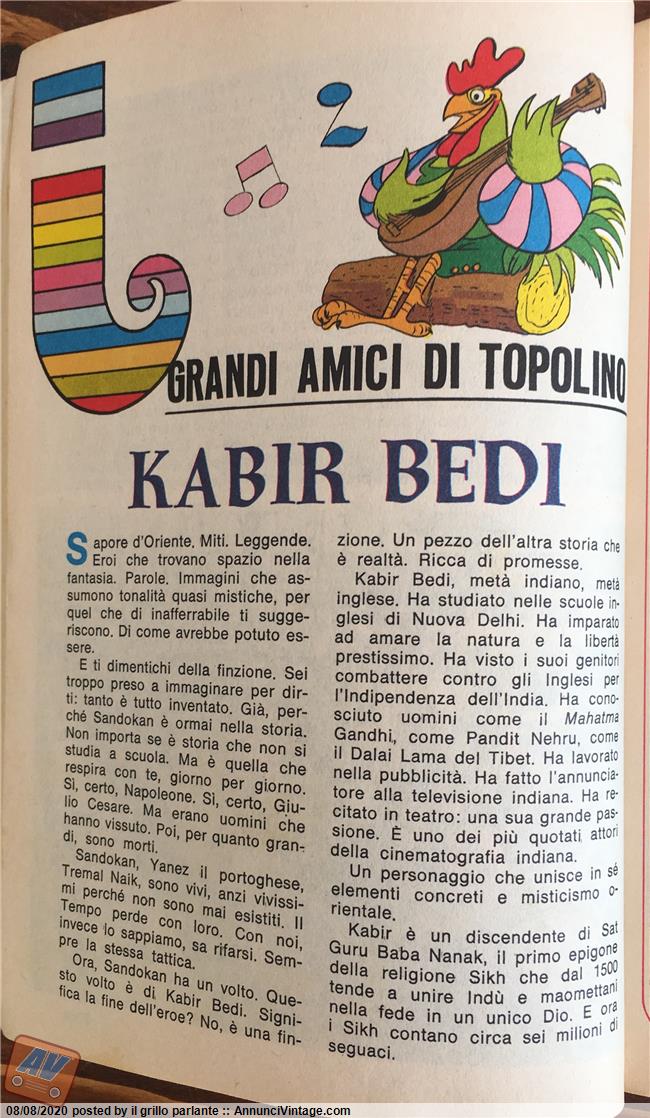 i
GRANDI AMICI DI TOPOLINO
KABIR BEDI
Sapore d'Oriente. Miti. Leggende.
Eroi che trovano spazio nella
fantasia. Parole. Immagini che as-
sumono tonalità quasi mistiche, per
quel che di inafferrabile ti sugge-
riscono. Di come avrebbe potuto es-
sere.
E ti dimentichi della finzione. Sei
troppo preso a immaginare per dir-
ti: tanto è tutto inventato. Già, per-
ché Sandokan è ormai nella storia.
Non importa se è storia che non si
studia a scuola. Ma è quella che
respira con te, giorno per giorno.
Sì, certo, Napoleone. Sì, certo, Giu-
lio Cesare. Ma erano uomini che
hanno vissuto. Poi, per quanto gran-
di, sono morti.
Sandokan, Yanez il portoghese,
Tremal Naik, sono vivi, anzi vivissi-
mi perché non sono mai esistiti. Il
Tempo perde con loro. Con noi,
invece lo sappiamo, sa rifarsi. Sem-
pre la stessa tattica.
Ora, Sandokan ha un volto. Que-
sto volto è di Kabir Bedi. Signi-
fica la fine dell'eroe? No, è una fin-
zione. Un pezzo dell'altra storia che
è realtà. Ricca di promesse.
Kabir Bedi, metà indiano, metà
inglese. Ha studiato nelle scuole in-
glesi di Nuova Delhi. Ha imparato
ad amare la natura e la libertà
prestissimo. Ha visto i suoi genitori
combattere contro gli Inglesi per
l'Indipendenza dell'India. Ha cono-
sciuto uomini come il Mahatma
Gandhi, come Pandit Nehru, come
il Dalai Lama del Tibet. Ha lavorato
nella pubblicità. Ha fatto l'annuncia-
tore alla televisione indiana. Ha re-
citato in teatro: una sua grande pas-
sione. È uno dei più quotati attori
della cinematografia indiana.
Un personaggio che unisce in sé
elementi concreti e misticismo o-
rientale.
Kabir è un discendente di Sat
Guru Baba Nanak, il primo epigone
della religione Sikh che dal 1500
tende a unire Indù e maomettani
nella fede in un unico Dio. E ora
i Sikh contano circa sei milioni di
seguaci.
AV
08/08/2020 posted by il grillo parlante :: AnnunciVintage.com